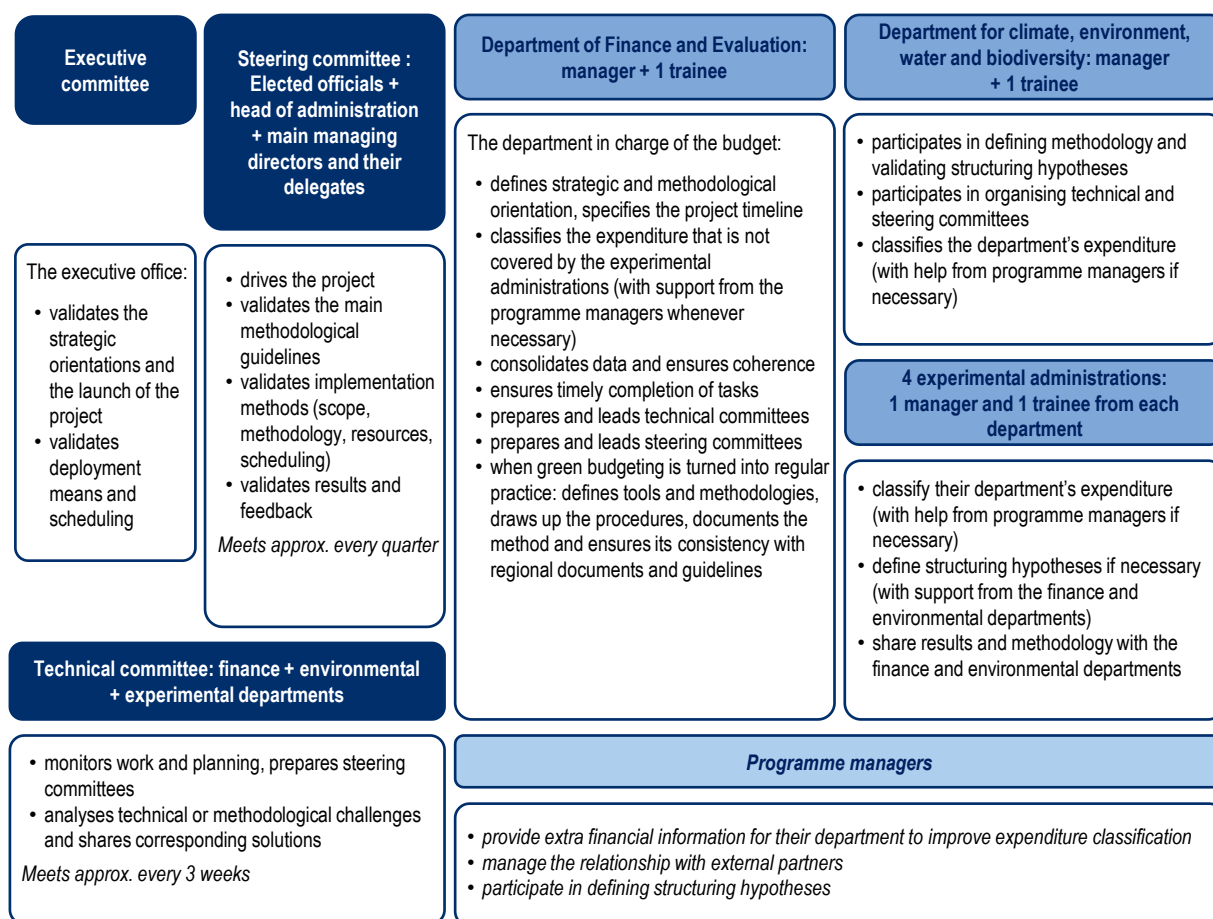 Executive
committee
The executive office:
• validates the
strategic
orientations and
the launch of the
project
• validates
deployment
means and
scheduling
Steering committee :
Elected officials +
head of administration
+ main managing
directors and their
delegates
• drives the project
• validates the main
methodological
guidelines
• validates implementation
methods (scope,
methodology, resources,
scheduling)
• validates results and
feedback
Meets approx. every quarter
Technical committee: finance + environmental
+ experimental departments
• monitors work and planning, prepares steering
committees
• analyses technical or methodological challenges
and shares corresponding solutions
Meets approx. every 3 weeks
Department of Finance and Evaluation:
manager + 1 trainee
The department in charge of the budget:
• defines strategic and methodological
orientation, specifies the project timeline
• classifies the expenditure that is not
covered by the experimental
administrations (with support from the
programme managers whenever
necessary)
• consolidates data and ensures coherence
• ensures timely completion of tasks
• prepares and leads technical committees
• prepares and leads steering committees
• when green budgeting is turned into regular
practice: defines tools and methodologies,
draws up the procedures, documents the
method and ensures its consistency with
regional documents and guidelines
Department for climate, environment,
water and biodiversity: manager
+ 1 trainee
• participates in defining methodology and
validating structuring hypotheses
• participates in organising technical and
steering committees
• classifies the department's expenditure
(with help from programme managers if
necessary)
4 experimental administrations:
1 manager and 1 trainee from each
department
• classify their department's expenditure
(with help from programme managers if
necessary)
• define structuring hypotheses if necessary
(with support from the finance and
environmental departments)
• share results and methodology with the
finance and environmental departments
Programme managers
• provide extra financial information for their department to improve expenditure classification
• manage the relationship with external partners
• participate in defining structuring hypotheses